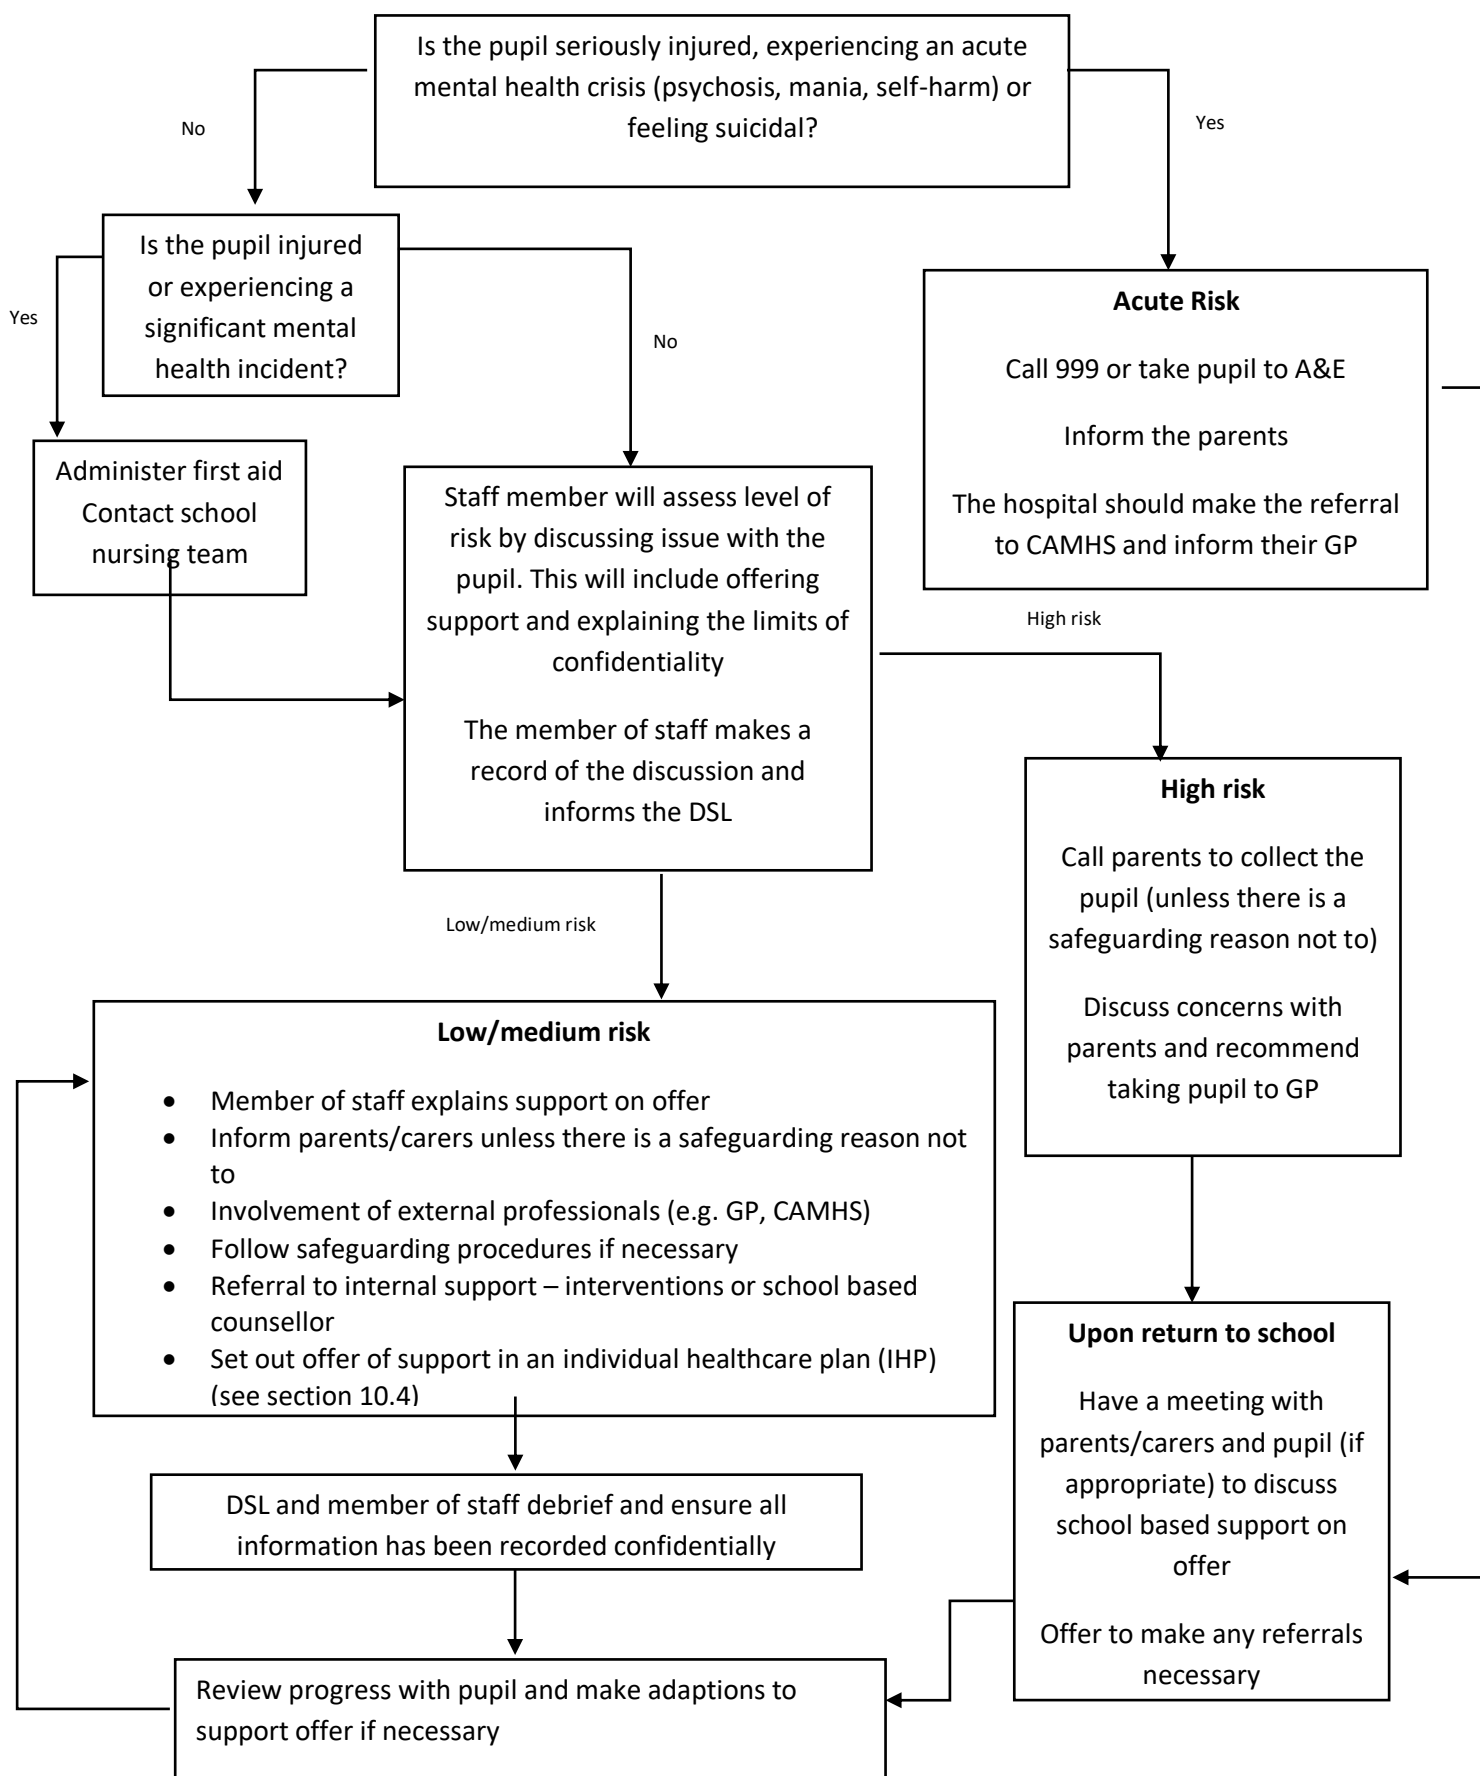 Is the pupil seriously injured, experiencing an acute
mental health crisis (psychosis, mania, self-harm) or
feeling suicidal?
No
Yes
Is the pupil injured
or experiencing a
significant mental
health incident?
Yes
No
Acute Risk
Call 999 or take pupil to A&E
Inform the parents
The hospital should make the referral
to CAMHS and inform their GP
Administer first aid
Contact school
nursing team
Staff member will assess level of
risk by discussing issue with the
pupil. This will include offering
support and explaining the limits of
confidentiality
The member of staff makes a
record of the discussion and
informs the DSL
High risk
High risk
Call parents to collect the
pupil (unless there is a
safeguarding reason not to)
Discuss concerns with
parents and recommend
taking pupil to GP
Low/medium risk
Low/medium risk
• Member of staff explains support on offer
• Inform parents/carers unless there is a safeguarding reason not
to
• Involvement of external professionals (e.g. GP, CAMHS)
• Follow safeguarding procedures if necessary
• Referral to internal support – interventions or school based
counsellor
• Set out offer of support in an individual healthcare plan (IHP)
(see section 10.4)
Upon return to school
Have a meeting with
parents/carers and pupil (if
appropriate) to discuss
school based support on
offer
Offer to make any referrals
necessary
DSL and member of staff debrief and ensure all
information has been recorded confidentially
Review progress with pupil and make adaptions to
support offer if necessary